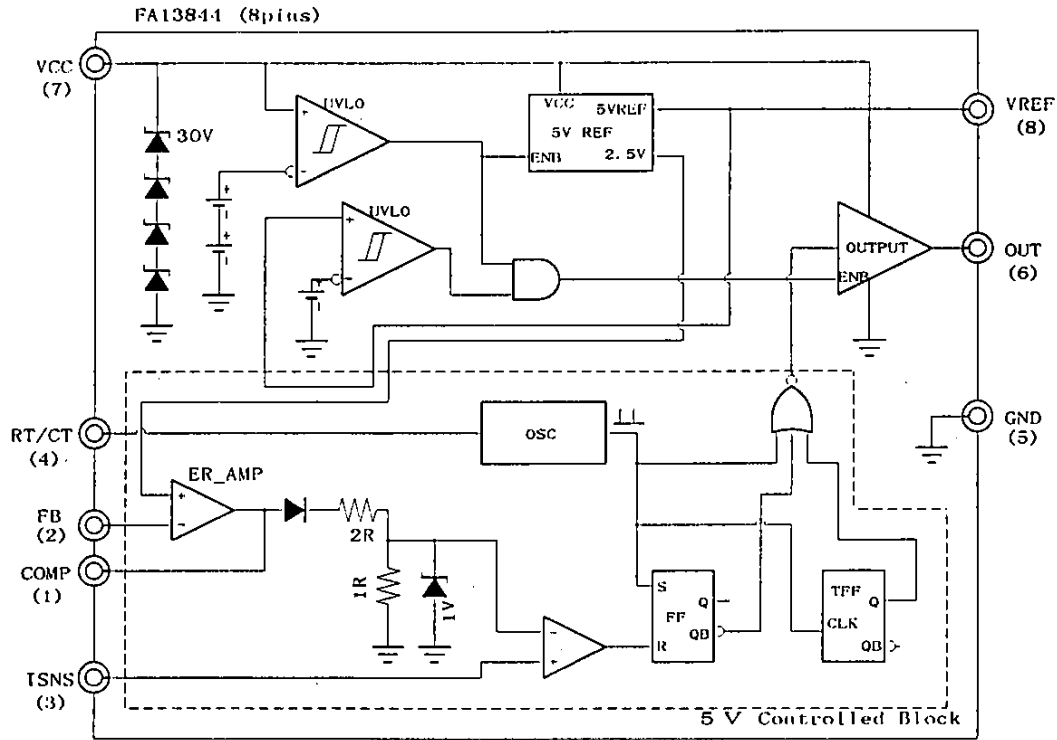 FA13844 (8pins)
VCC
(7)
30V
UVLO
+
-
VCC
5VREF
5V REF
2.5V
ENB
VREF
(8)
UVLO
+
-
OUTPUT
ENB
OUT
(6)
RT/CT
(4)
OSC
GND
(5)
ER_AMP
+
-
FB
(2)
2R
COMP
(1)
1R
1V
S
Q
FF
QB
R
TFF
Q
CLK
QB
-
+
ISNS
(3)
5 V Controlled Block